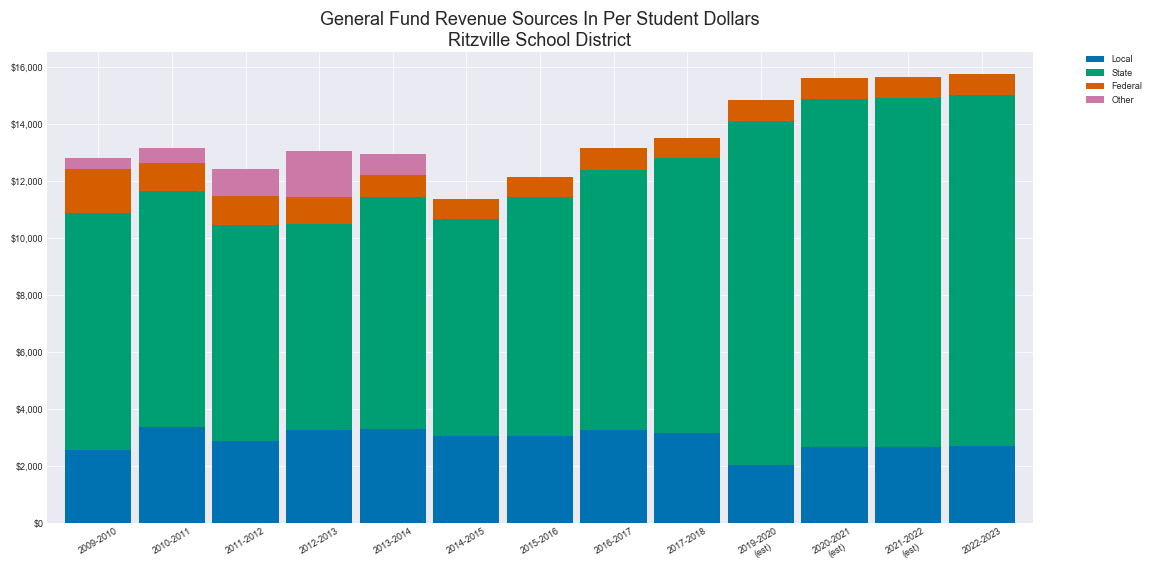 General Fund Revenue Sources In Per Student Dollars
Ritzville School District
Local
State
Federal
Other
$16,000
$14,000
$12,000
$10,000
$8,000
$6,000
$4,000
$2,000
$0
2009-2010
2010-2011
2011-2012
2012-2013
2013-2014
2014-2015
2015-2016
2016-2017
2017-2018
2019-2020
(est)
2020-2021
(est)
2021-2022
(est)
2022-2023